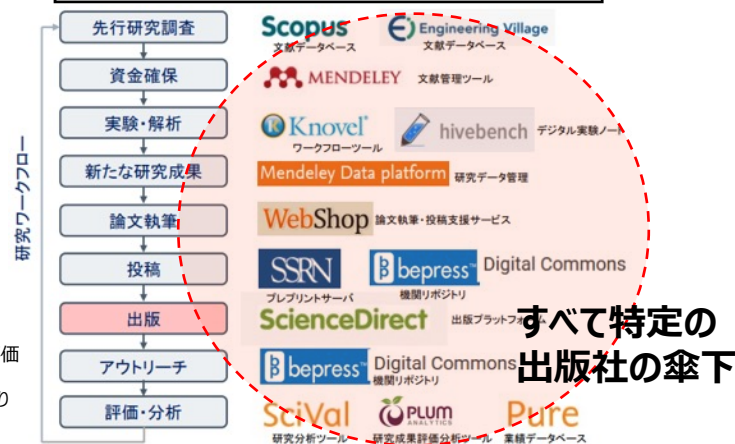 先行研究調査
Scopus
文献データベース
Engineering Village
文献データベース
資金確保
MENDELEY
文献管理ツール
実験・解析
Knovel®
ワークフローツール
hivebench
デジタル実験ノート
新たな研究成果
Mendeley Data platform
研究データ管理
論文執筆
WebShop
論文執筆・投稿支援サービス
投稿
SSRN
プレプリントサーバ
bepress™
Digital Commons
機関リポジトリ
出版
ScienceDirect
出版プラットフォーム
すべて特定の
出版社の傘下
アウトリーチ
bepress™
Digital Commons
機関リポジトリ
評価・分析
SciVal
研究分析ツール
PLUM
ANALYTICS
研究成果評価分析ツール
Pure
業績データベース
研究ワークフロー
価
り